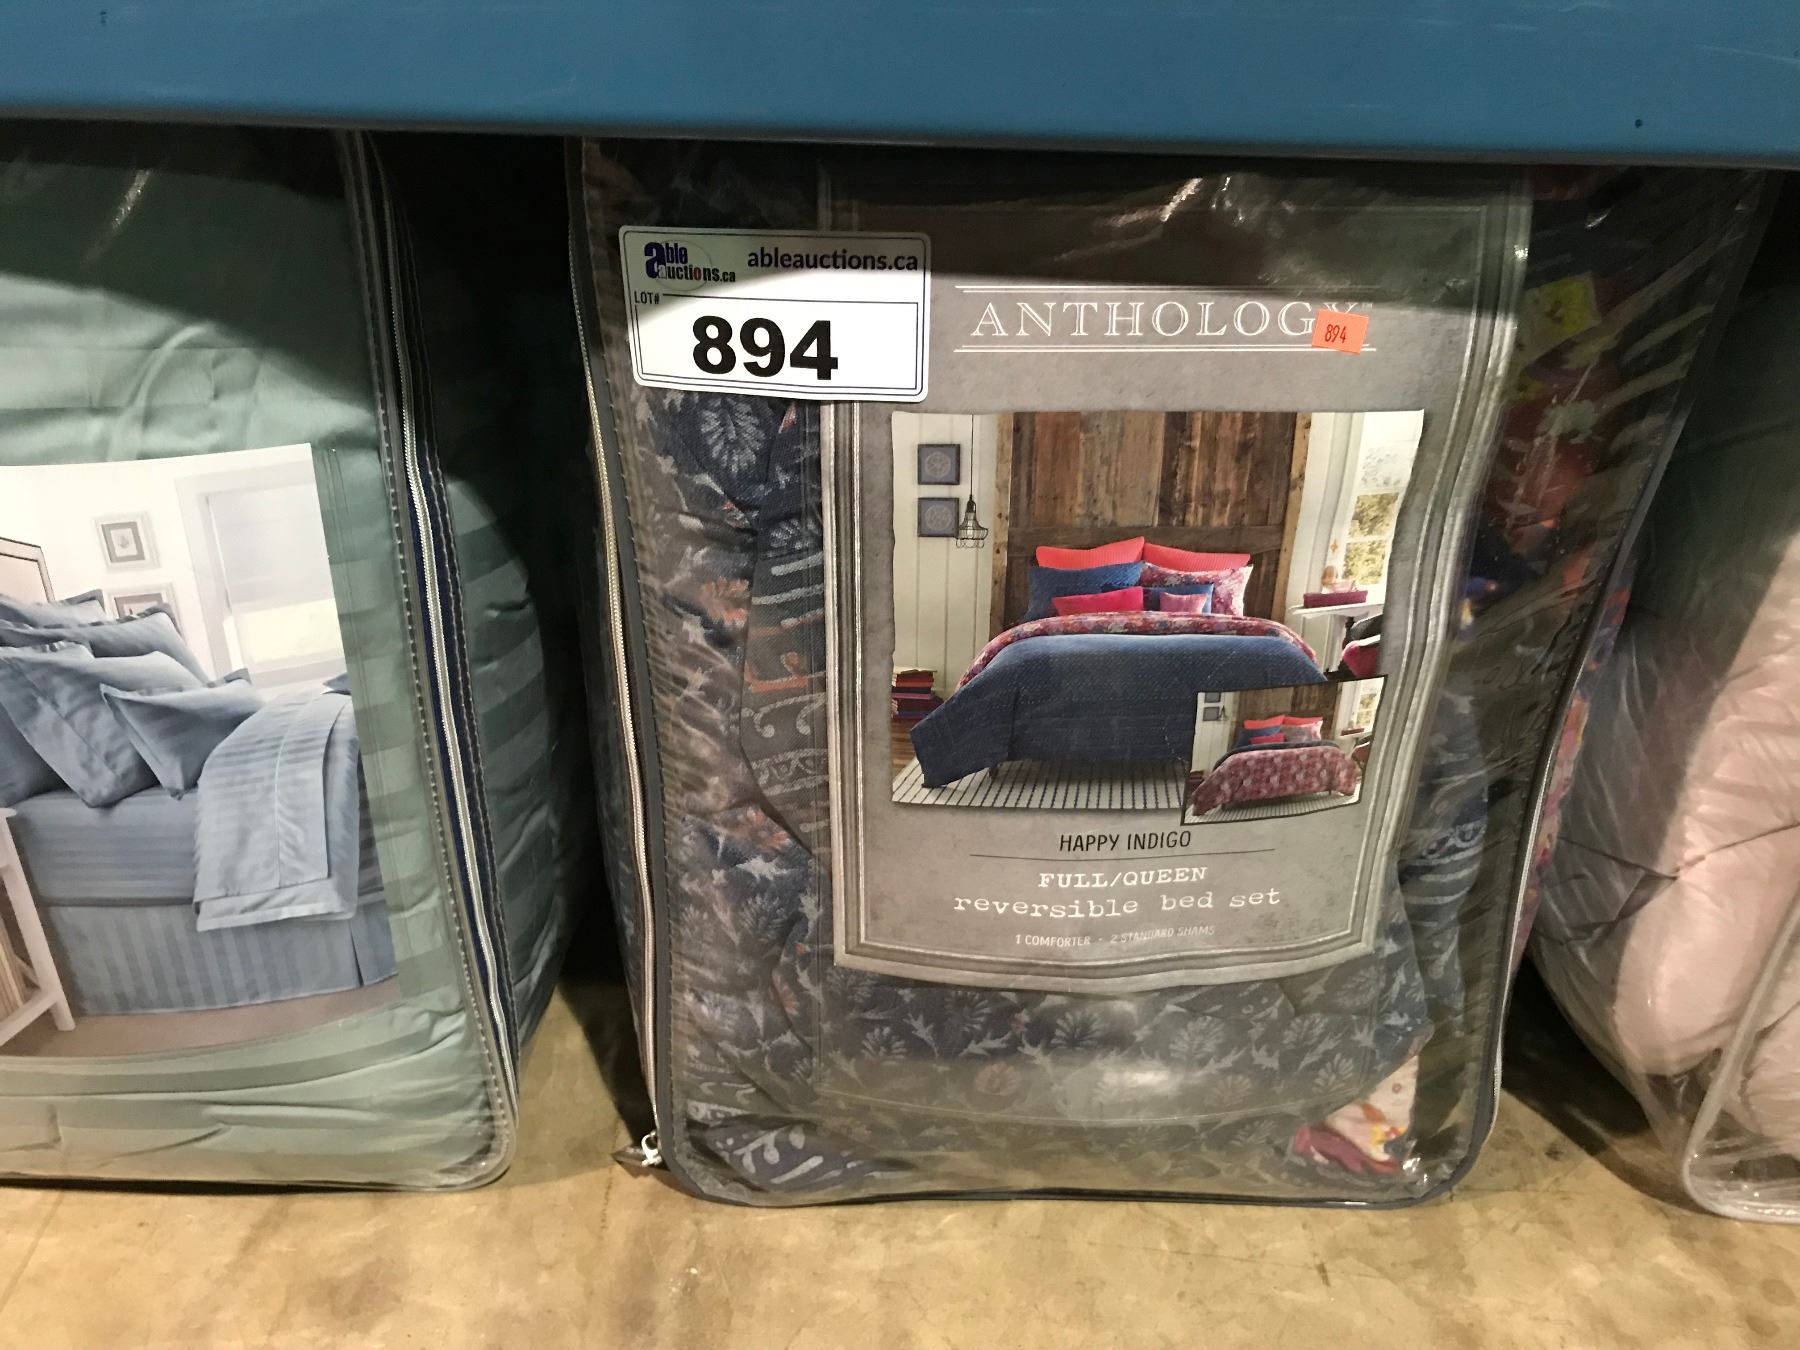 able
auctions.ca
ableauctions.ca
LOT#
894
ANTHOLOGY™
894
HAPPY INDIGO
FULL/QUEEN
reversible bed set
1 COMFORTER - 2 STANDARD SHAMS